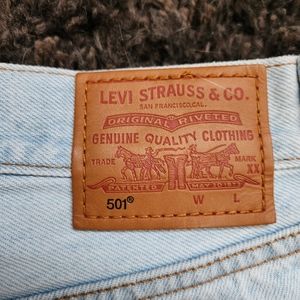 LEVI STRAUSS & CO.
SAN FRANCISCO, CAL.
ORIGINAL RIVETED
GENUINE QUALITY CLOTHING
TRADE MARK
XX
PATENTED MAY 20 1873
501® W L